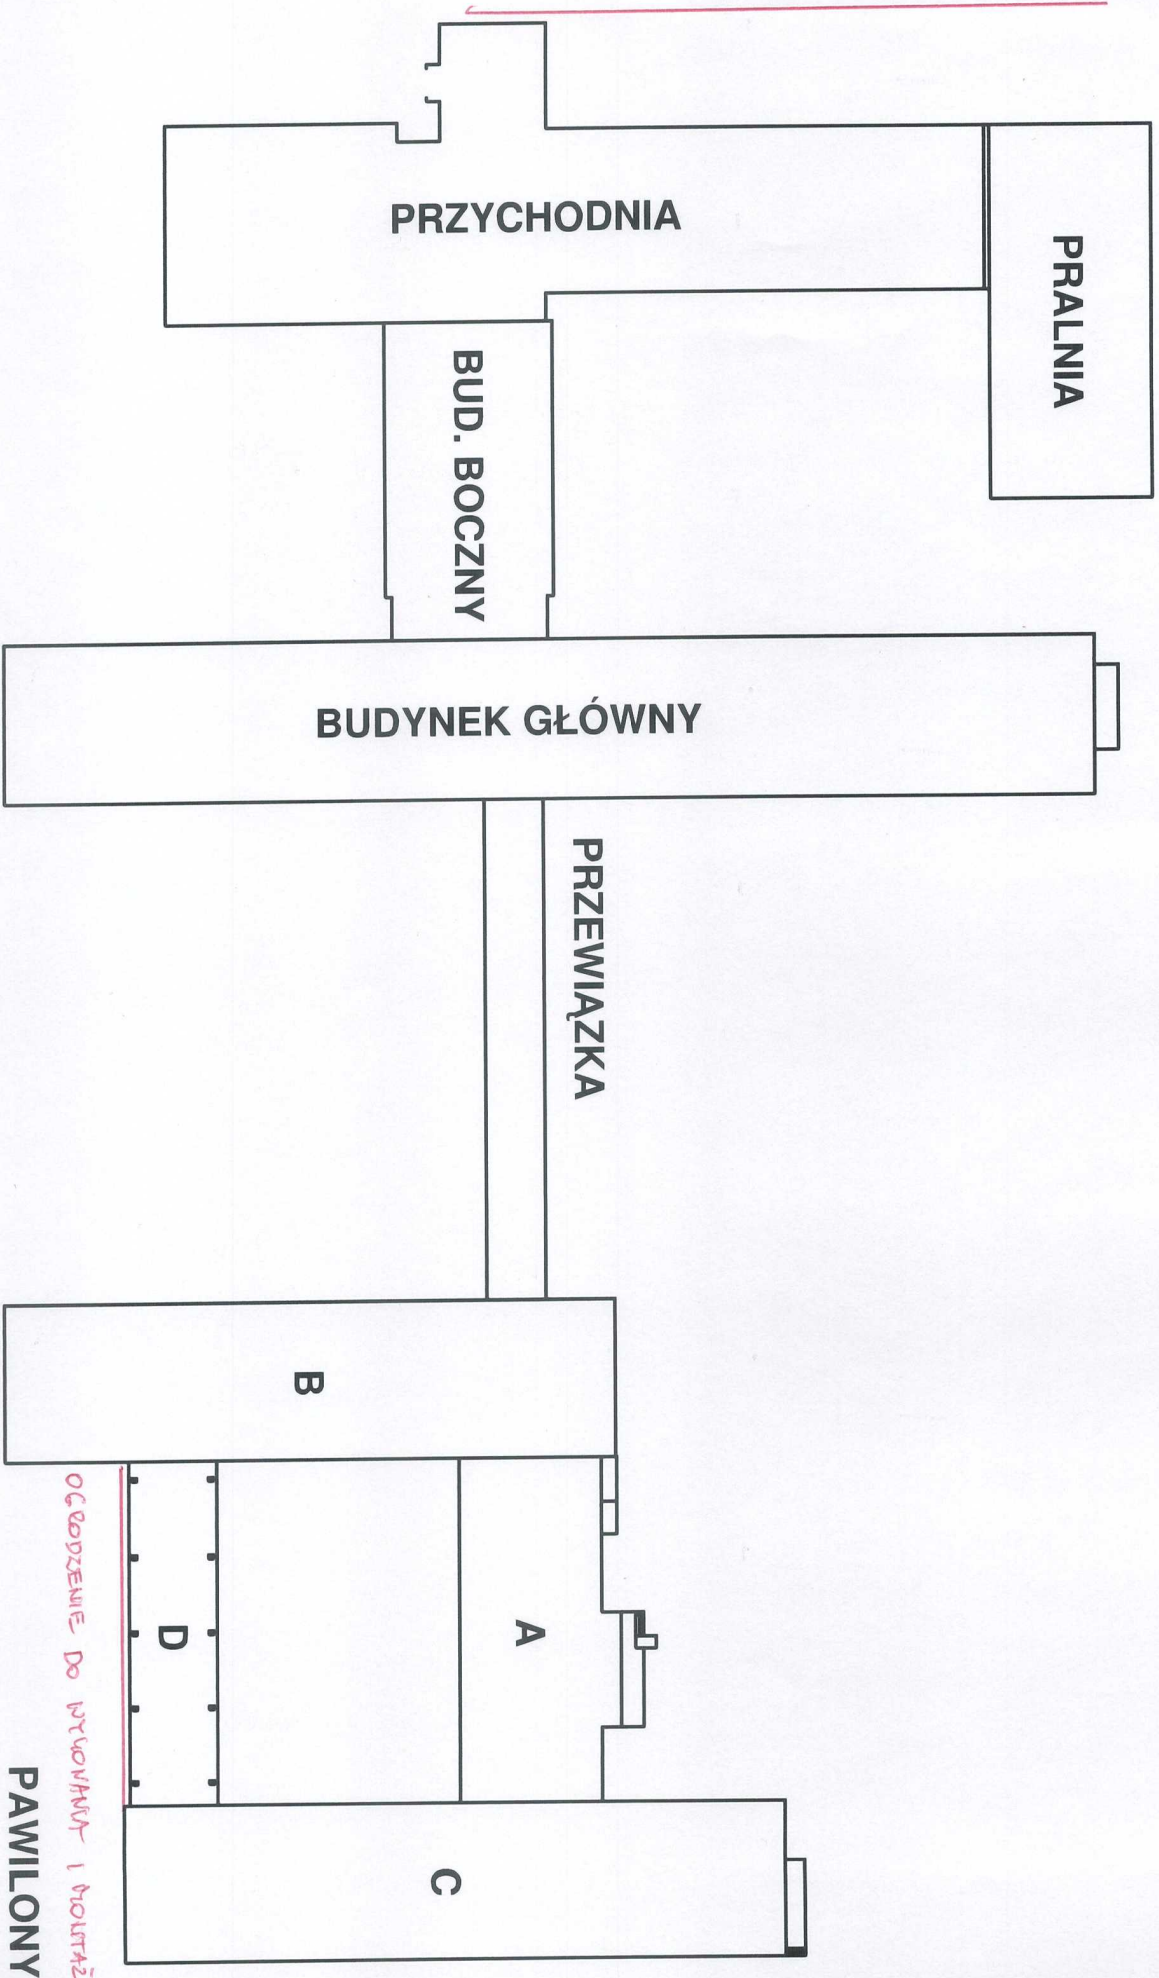 PRZYCHODNIA
PRALNIA
BUD. BOCZNY
BUDYNEK GŁÓWNY
PRZEWIĄZKA
B
A
D
C
OGRODZENIE DO WYKONANIA I MONTAŻ
PAWILONY